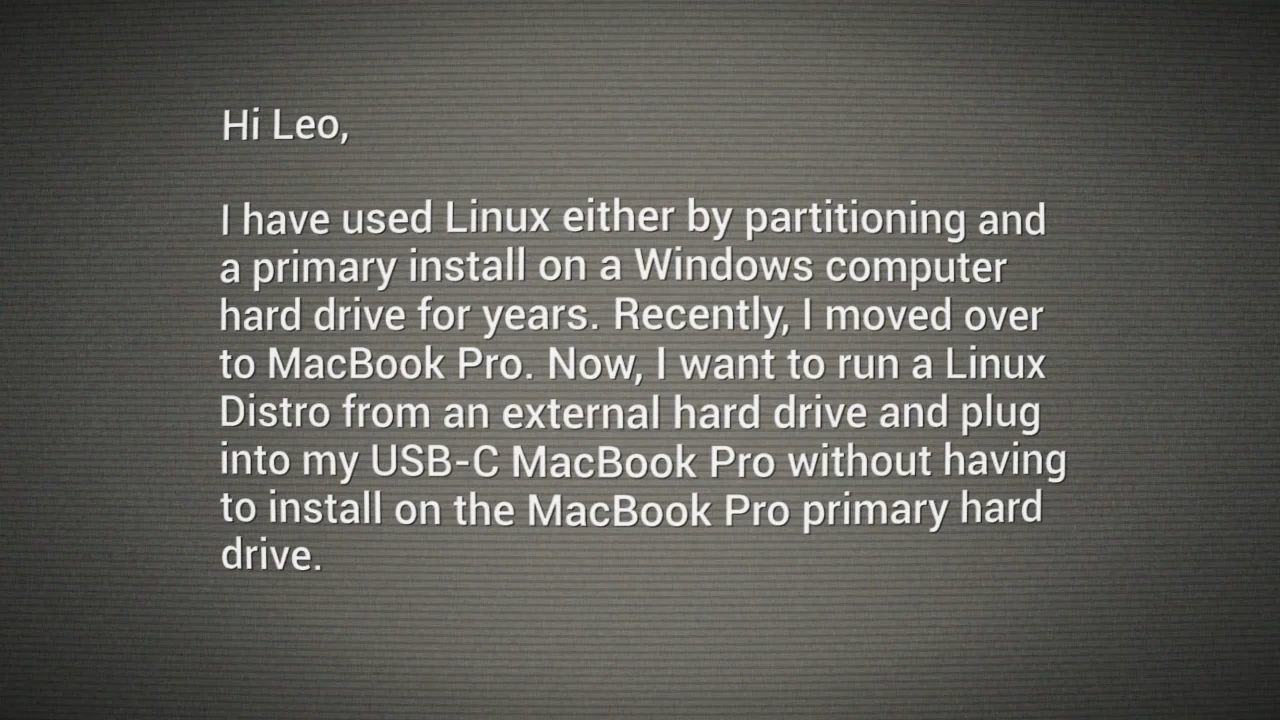 Hi Leo,
I have used Linux either by partitioning and
a primary install on a Windows computer
hard drive for years. Recently, I moved over
to MacBook Pro. Now, I want to run a Linux
Distro from an external hard drive and plug
into my USB-C MacBook Pro without having
to install on the MacBook Pro primary hard
drive.